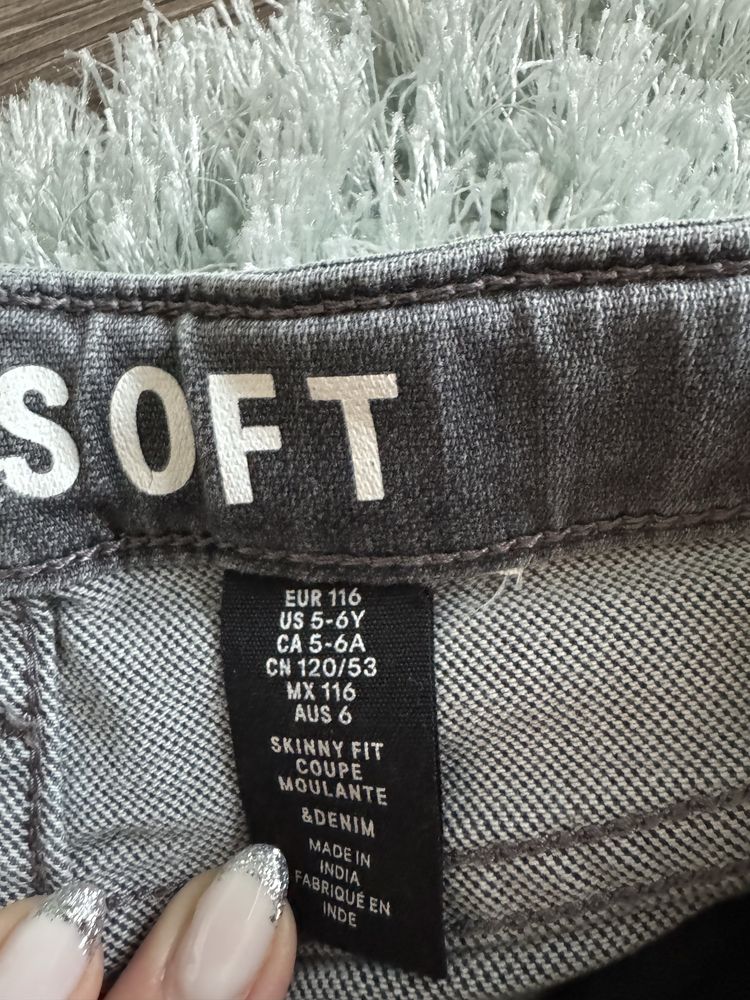 SOFT
EUR 116
US 5-6Y
CA 5-6A
CN 120/53
MX 116
AUS 6
SKINNY FIT
COUPE
MOULANTE
&DENIM
MADE IN
INDIA
FABRIQUÉ EN
INDE